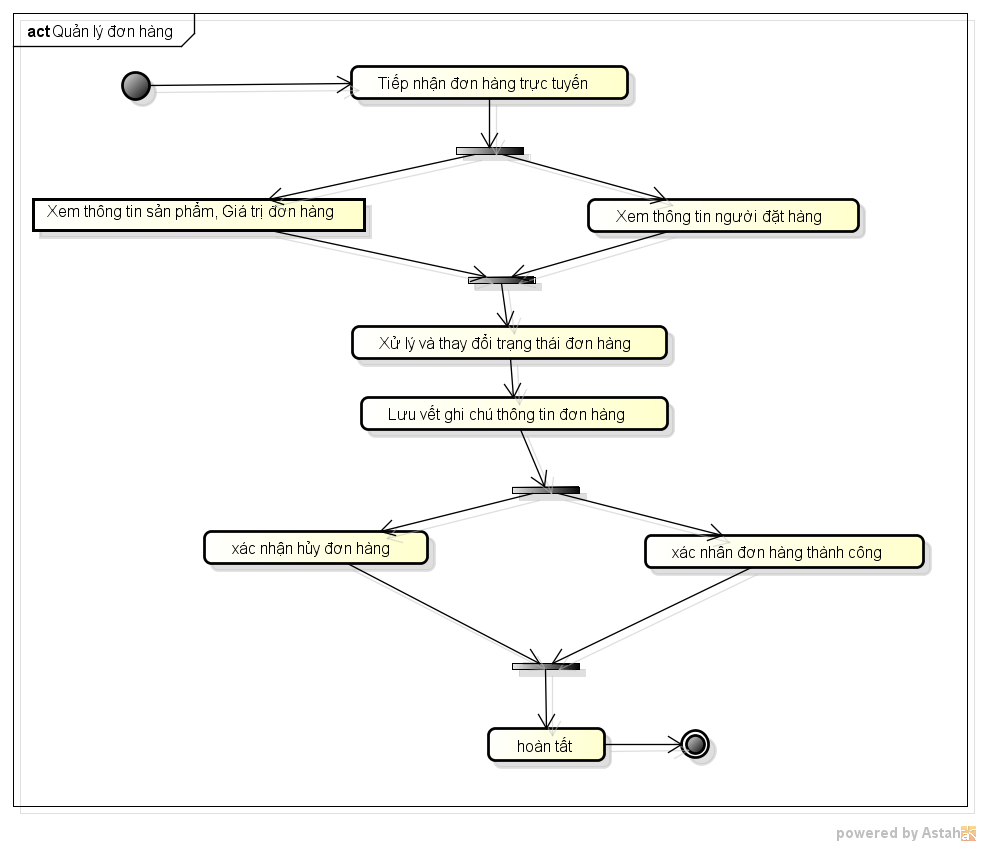 act Quản lý đơn hàng
Tiếp nhận đơn hàng trực tuyến
Xem thông tin sản phẩm, Giá trị đơn hàng
Xem thông tin người đặt hàng
Xử lý và thay đổi trạng thái đơn hàng
Lưu vết ghi chú thông tin đơn hàng
xác nhận hủy đơn hàng
xác nhân đơn hàng thành công
hoàn tất
powered by Astah